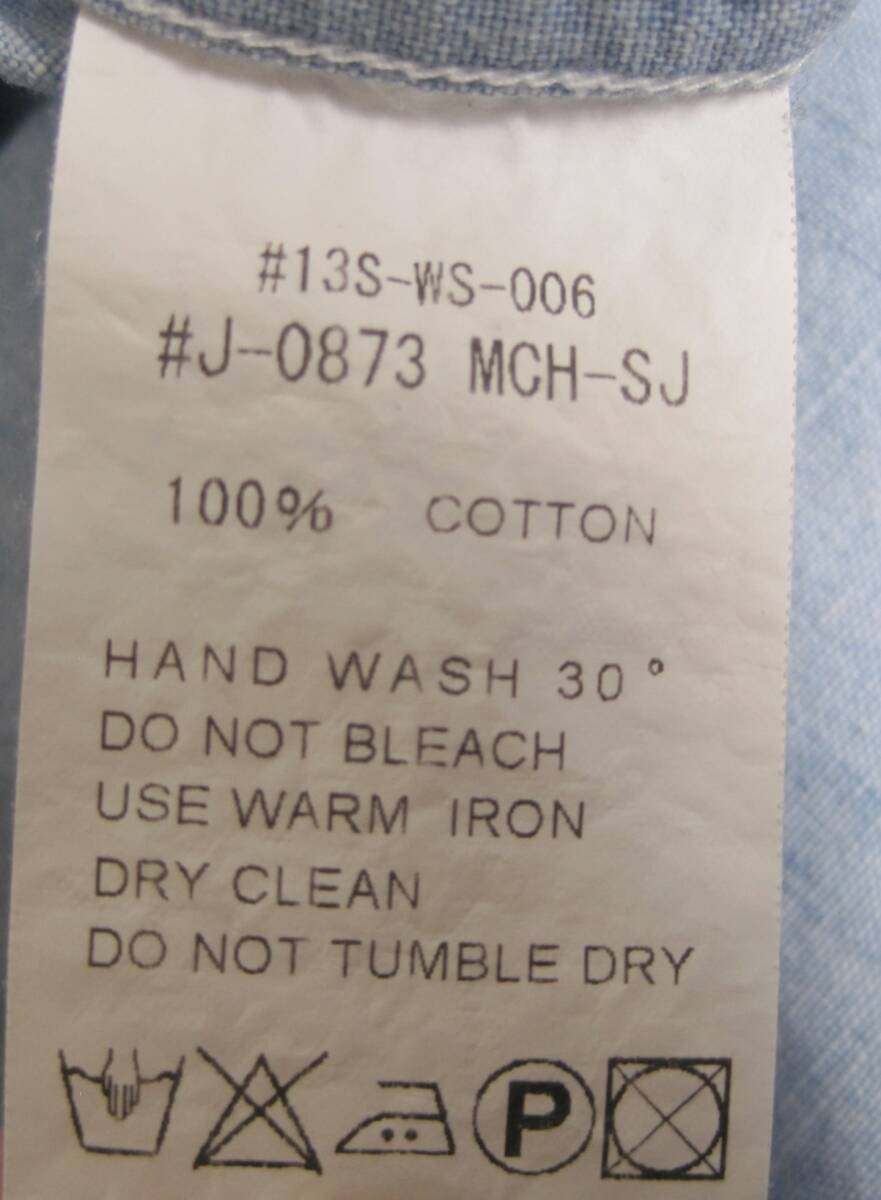 #13S-WS-006
#J-0873 MCH-SJ
100% COTTON
HAND WASH 30°
DO NOT BLEACH
USE WARM IRON
DRY CLEAN
DO NOT TUMBLE DRY
P